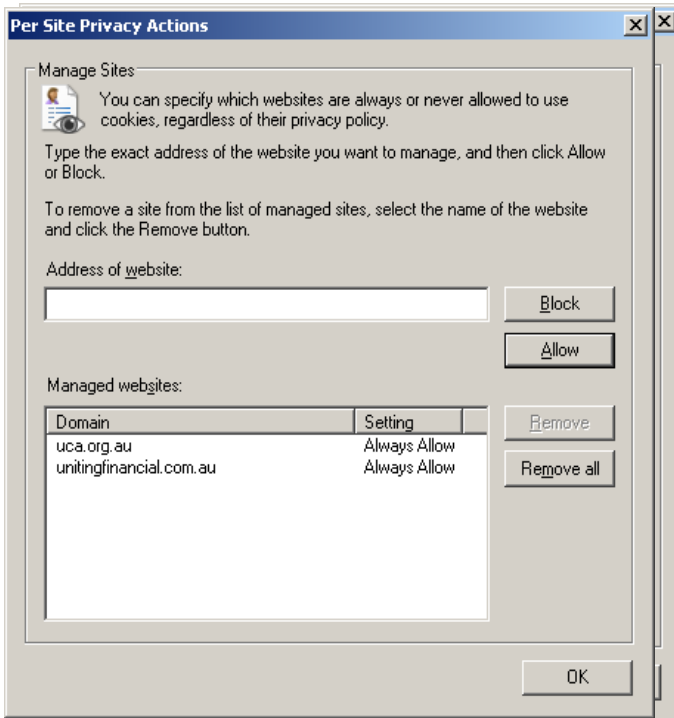 Per Site Privacy Actions
Manage Sites
You can specify which websites are always or never allowed to use
cookies, regardless of their privacy policy.
Type the exact address of the website you want to manage, and then click Allow
or Block.
To remove a site from the list of managed sites, select the name of the website
and click the Remove button.
Address of website:
Block
Allow
Managed websites:
Domain Setting
Remove
uca.org.au Always Allow
unitingfinancial.com.au Always Allow
Remove all
OK